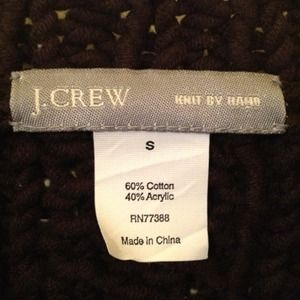 J.CREW KNIT BY HAND
S
60% Cotton
40% Acrylic
RN77388
Made in China